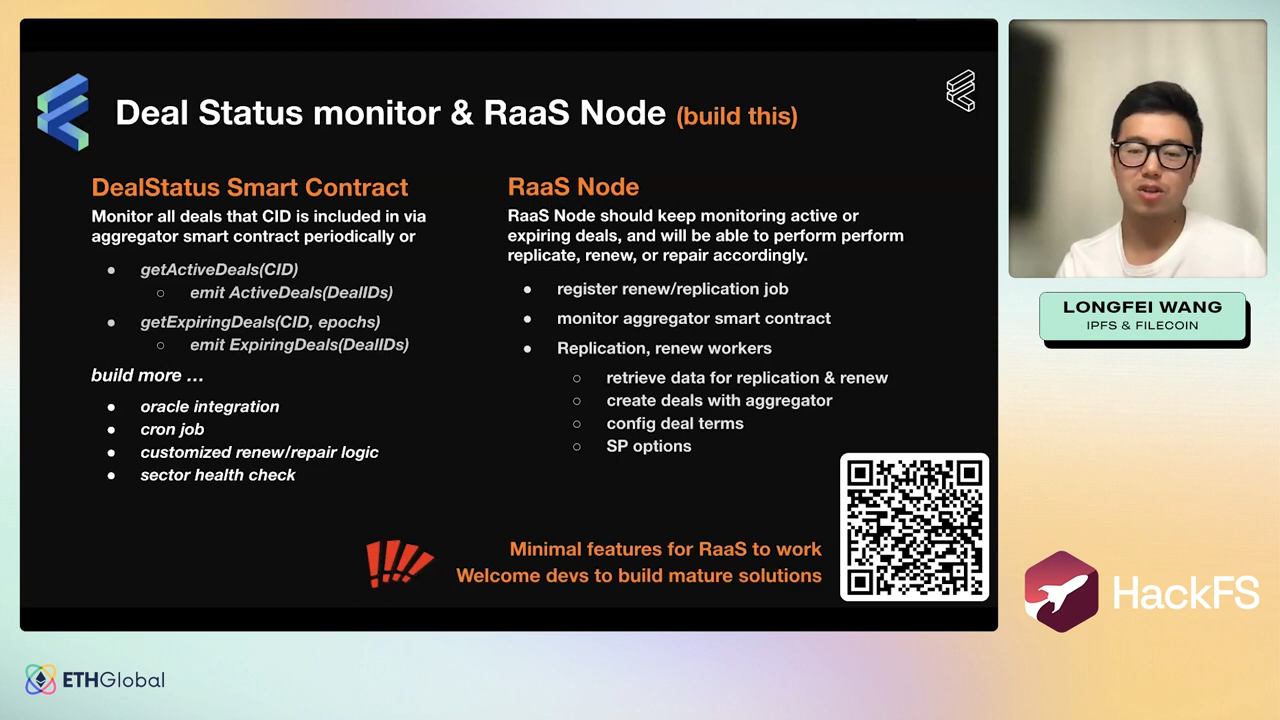 Deal Status monitor & RaaS Node (build this)
DealStatus Smart Contract
Monitor all deals that CID is included in via
aggregator smart contract periodically or
getActiveDeals(CID)
emit ActiveDeals(DealIDs)
getExpiringDeals(CID, epochs)
emit ExpiringDeals(DealIDs)
build more ...
oracle integration
cron job
customized renew/repair logic
sector health check
RaaS Node
RaaS Node should keep monitoring active or
expiring deals, and will be able to perform perform
replicate, renew, or repair accordingly.
register renew/replication job
monitor aggregator smart contract
Replication, renew workers
retrieve data for replication & renew
create deals with aggregator
config deal terms
SP options
Minimal features for RaaS to work
Welcome devs to build mature solutions
LONGFEI WANG
IPFS & FILECOIN
HackFS
ETHGlobal